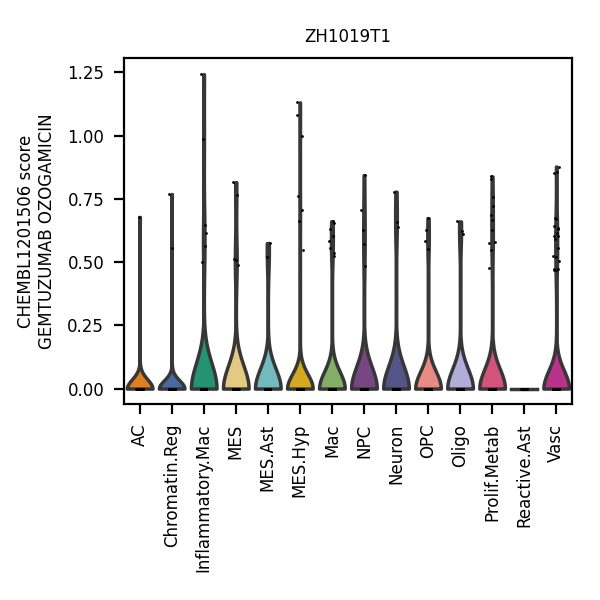 ZH1019T1
CHEMBL1201506 score
GEMTUZUMAB OZOGAMICIN
1.25
1.00
0.75
0.50
0.25
0.00
AC
Chromatin.Reg
Inflammatory.Mac
MES
MES.Ast
MES.Hyp
Mac
NPC
Neuron
OPC
Oligo
Prolif.Metab
Reactive.Ast
Vasc